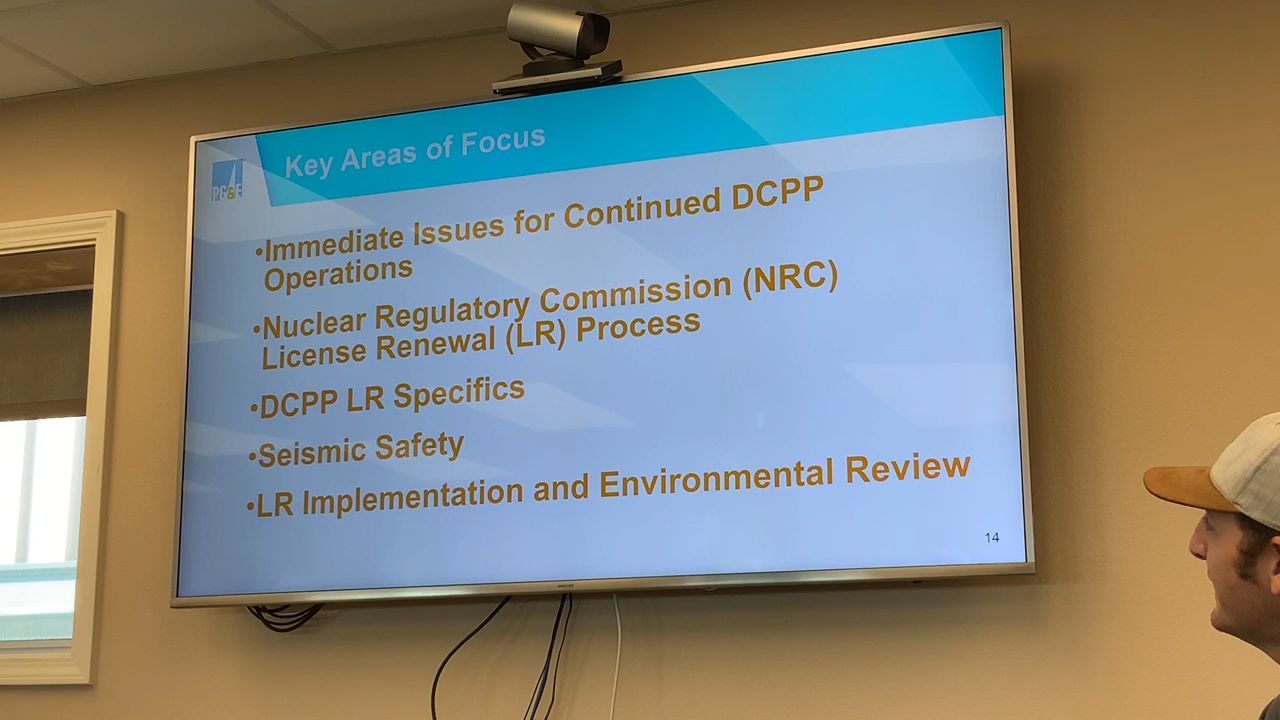 Key Areas of Focus
PG&E
•Immediate Issues for Continued DCPP
Operations
•Nuclear Regulatory Commission (NRC)
License Renewal (LR) Process
•DCPP LR Specifics
•Seismic Safety
•LR Implementation and Environmental Review
14